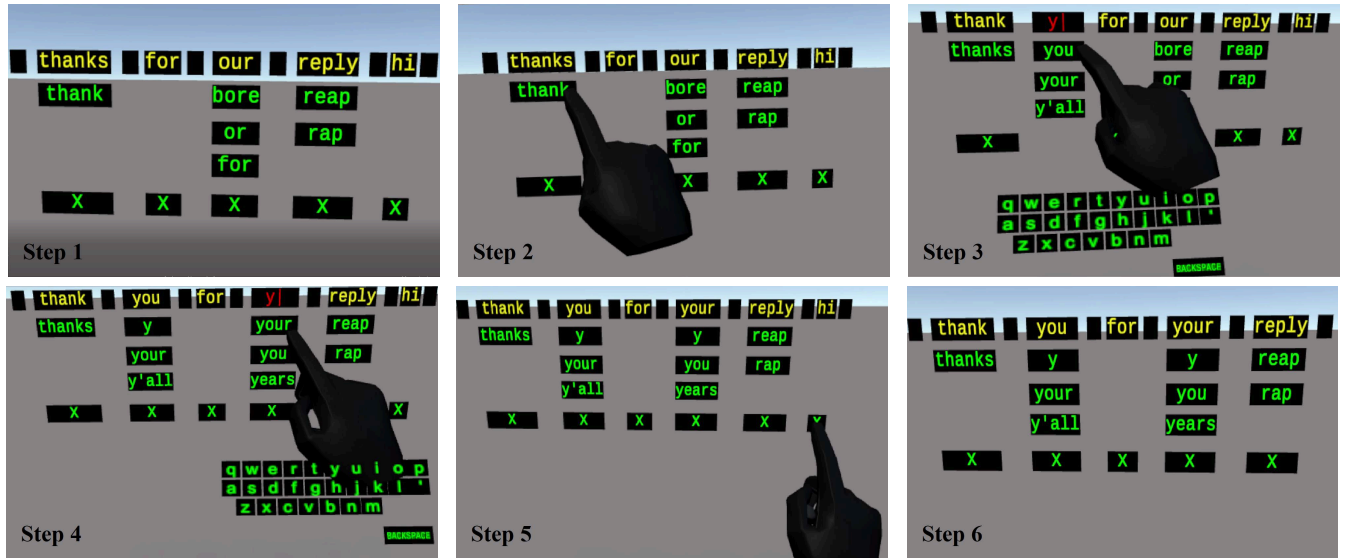 thanks for our reply hi
thank bore reap
or rap
for
X X X X X
Step 1
thanks for our reply hi
thank bore reap
or rap
for
X X X X
Step 2
thank y| for our reply hi
thanks you bore reap
your or rap
y'all
X X X
q w e r t y u i o p
a s d f g h j k l '
z x c v b n m
BACKSPACE
Step 3
thank you for y| reply hi
thanks y your reap
your you rap
y'all years
X X X X X
q w e r t y u i o p
a s d f g h j k l '
z x c v b n m
BACKSPACE
Step 4
thank you for your reply hi
thanks y y reap
your you rap
y'all years
X X X X X
Step 5
thank you for your reply
thanks y y reap
your you rap
y'all years
X X X X X
Step 6